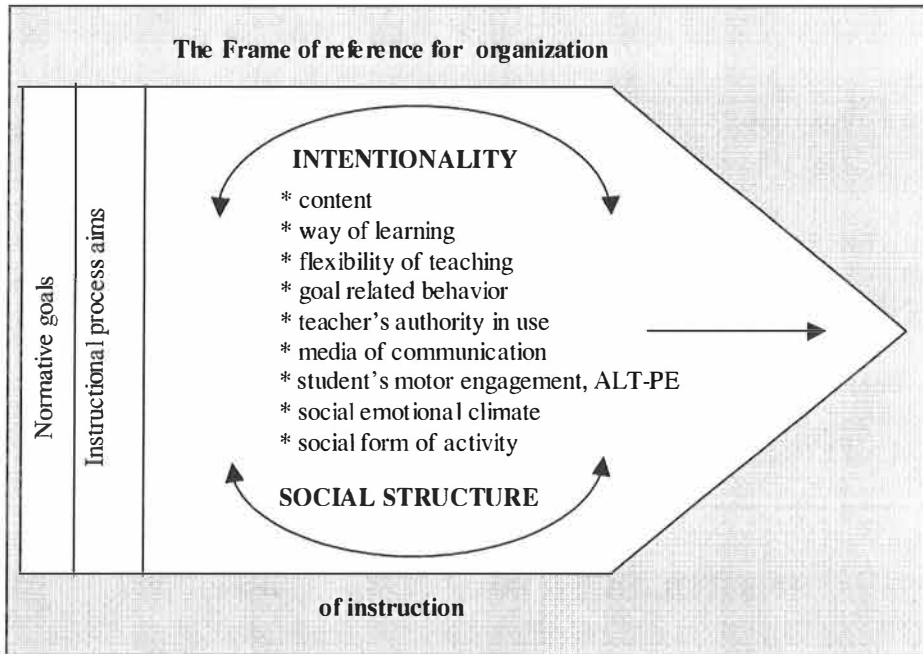 The Frame of reference for organization
Normative goals
Instructional process aims
INTENTIONALITY
* content
* way of learning
* flexibility of teaching
* goal related behavior
* teacher's authority in use
* media of communication
* student's motor engagement, ALT-PE
* social emotional climate
* social form of activity
SOCIAL STRUCTURE
of instruction